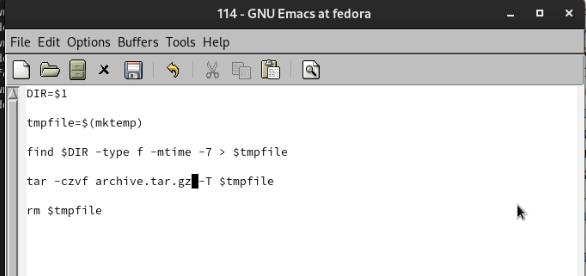 114 - GNU Emacs at fedora
File Edit Options Buffers Tools Help
DIR=$1
tmpfile=$(mktemp)
find $DIR -type f -mtime -7 > $tmpfile
tar -czvf archive.tar.gz -T $tmpfile
rm $tmpfile